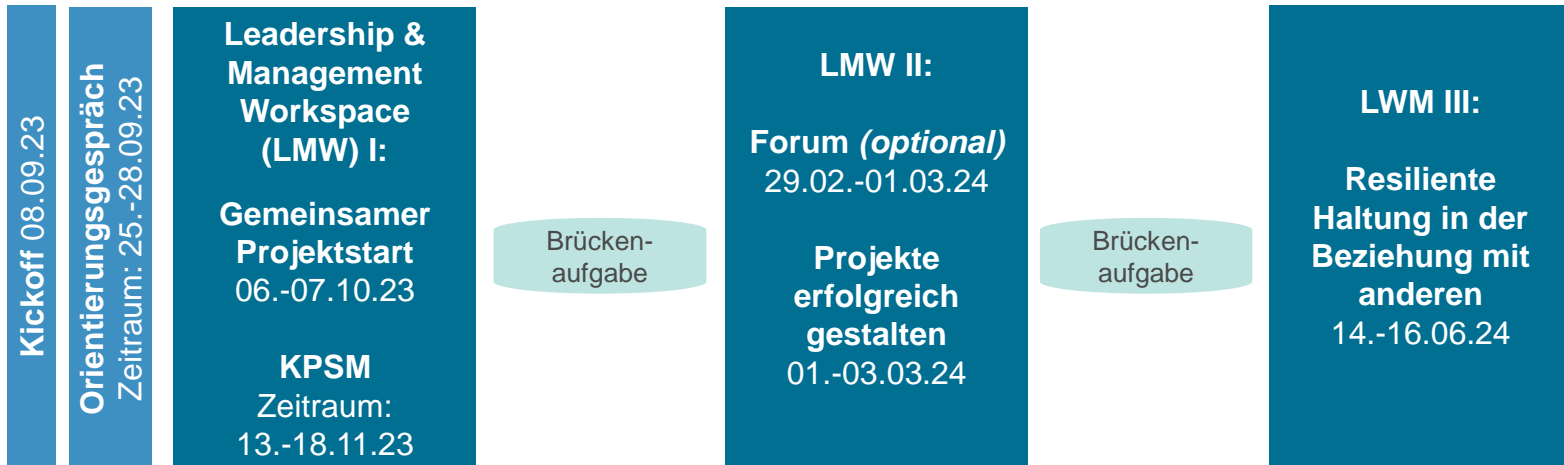 Kickoff 08.09.23
Orientierungsgespräch
Zeitraum: 25.-28.09.23
Leadership &
Management
Workspace
(LMW) I:
Gemeinsamer
Projektstart
06.-07.10.23
KPSM
Zeitraum:
13.-18.11.23
Brücken-
aufgabe
LMW II:
Forum (optional)
29.02.-01.03.24
Projekte
erfolgreich
gestalten
01.-03.03.24
Brücken-
aufgabe
LWM III:
Resiliente
Haltung in der
Beziehung mit
anderen
14.-16.06.24